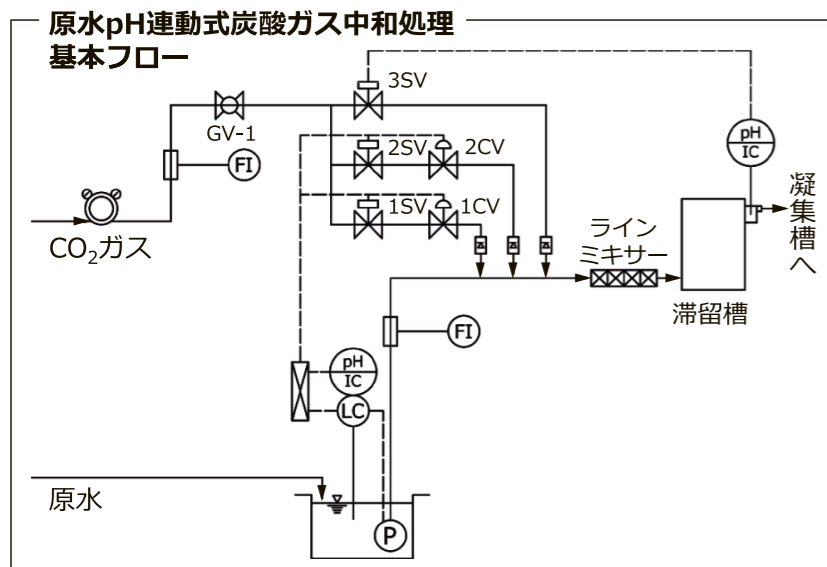 原水pH連動式炭酸ガス中和処理
基本フロー
3SV
GV-1
FI
2SV
2CV
pH
IC
1SV
1CV
CO₂ガス
ライン
ミキサー
凝集槽へ
滞留槽
FI
pH
IC
LC
原水
P